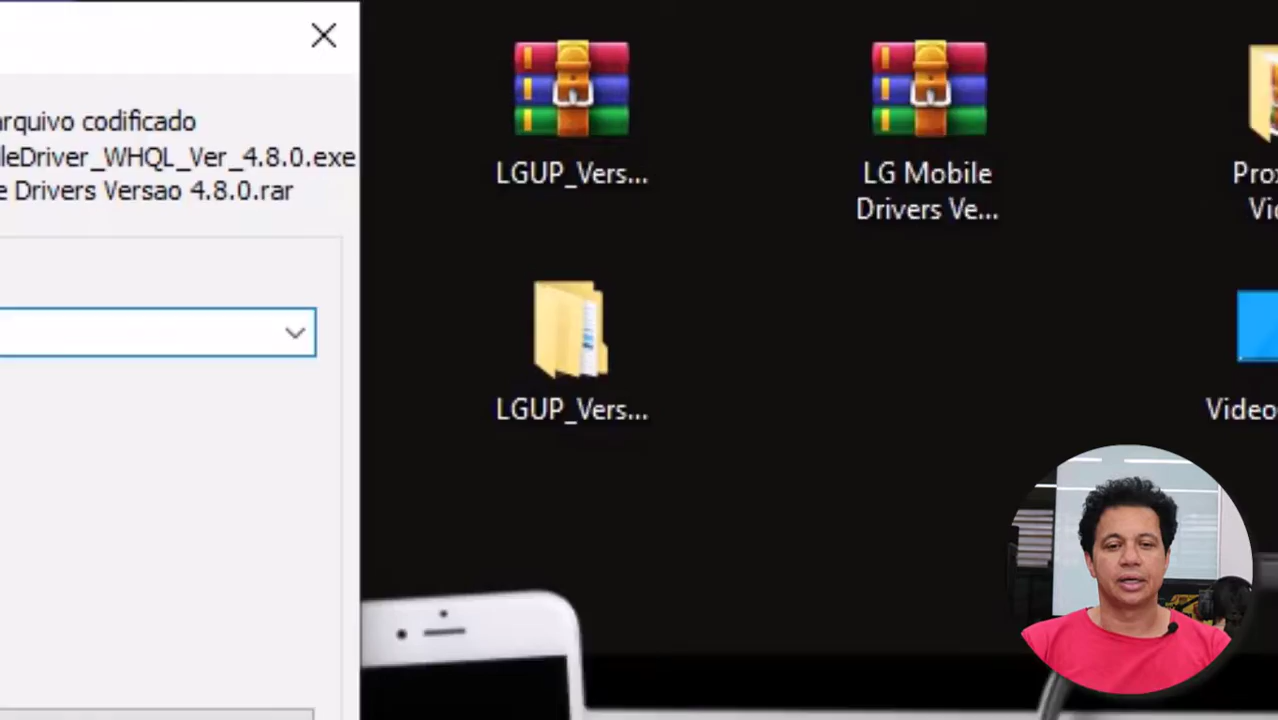 arquivo codificado
leDriver_WHQL_Ver_4.8.0.exe
e Drivers Versao 4.8.0.rar
LGUP_Vers...
LG Mobile
Drivers Ve...
LGUP_Vers...
Prox
Vid
Video